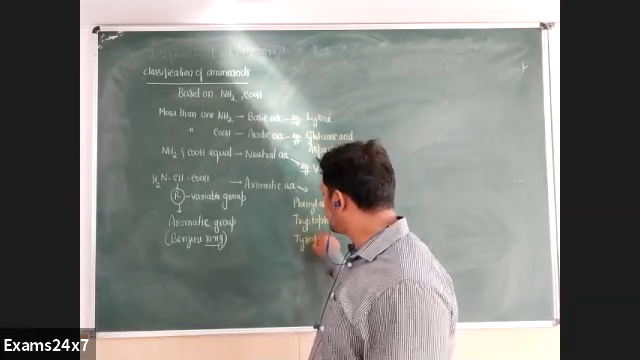 classification of aminoacids
Based on NH2, COOH
More than one NH2 → Basic aa - eg Lysine
" COOH - Acidic aa - eg Glutamic acid
NH2 & COOH equal - Neutral aa
H2N - CH - COOH
R - variable group
- Aromatic aa
Aromatic group
(Benzene ring)
Exams24x7